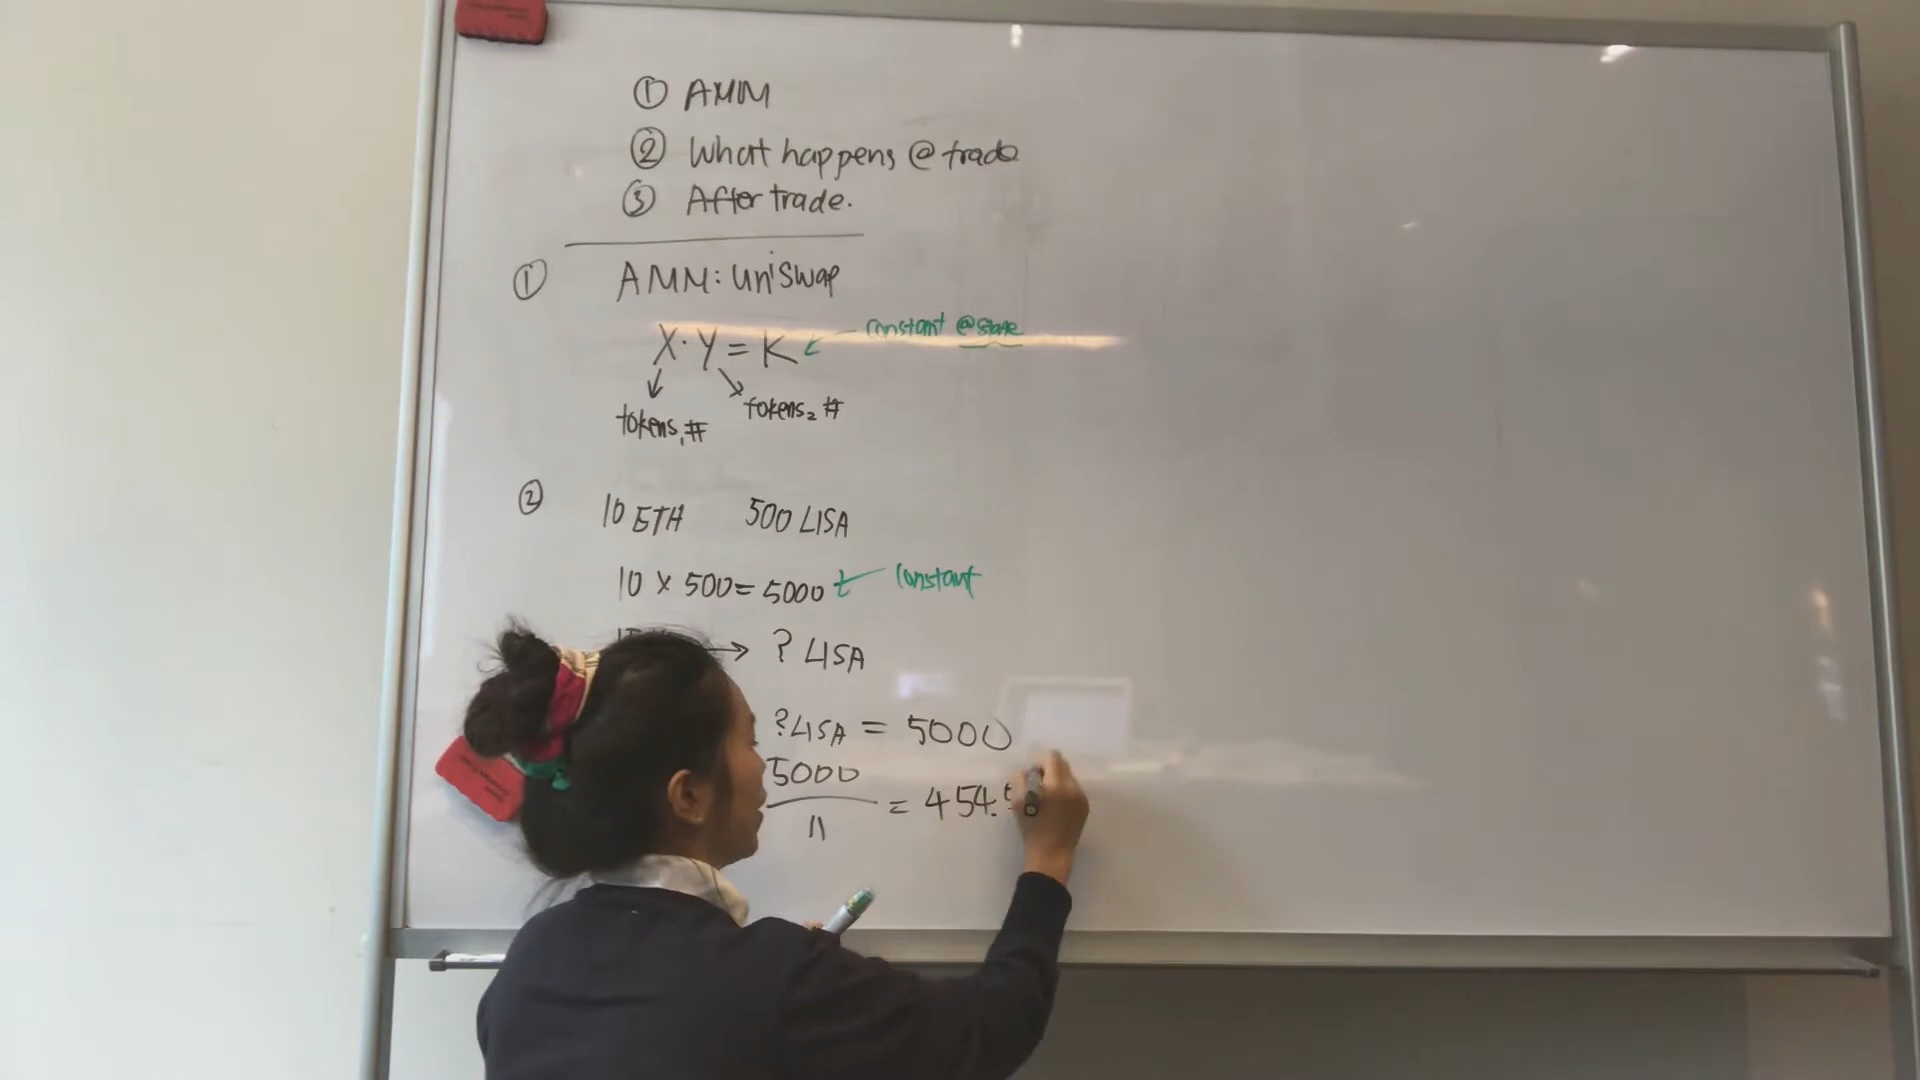 ① AMM
② What happens @ trade
③ After trade.
① AMM: Uniswap
X · Y = K constant @ state
tokens₁ # tokens₂ #
② 10 ETH 500 LISA
10 x 500 = 5000 constant
→ ? LISA
? LISA = 5000
5000
11 = 454.5